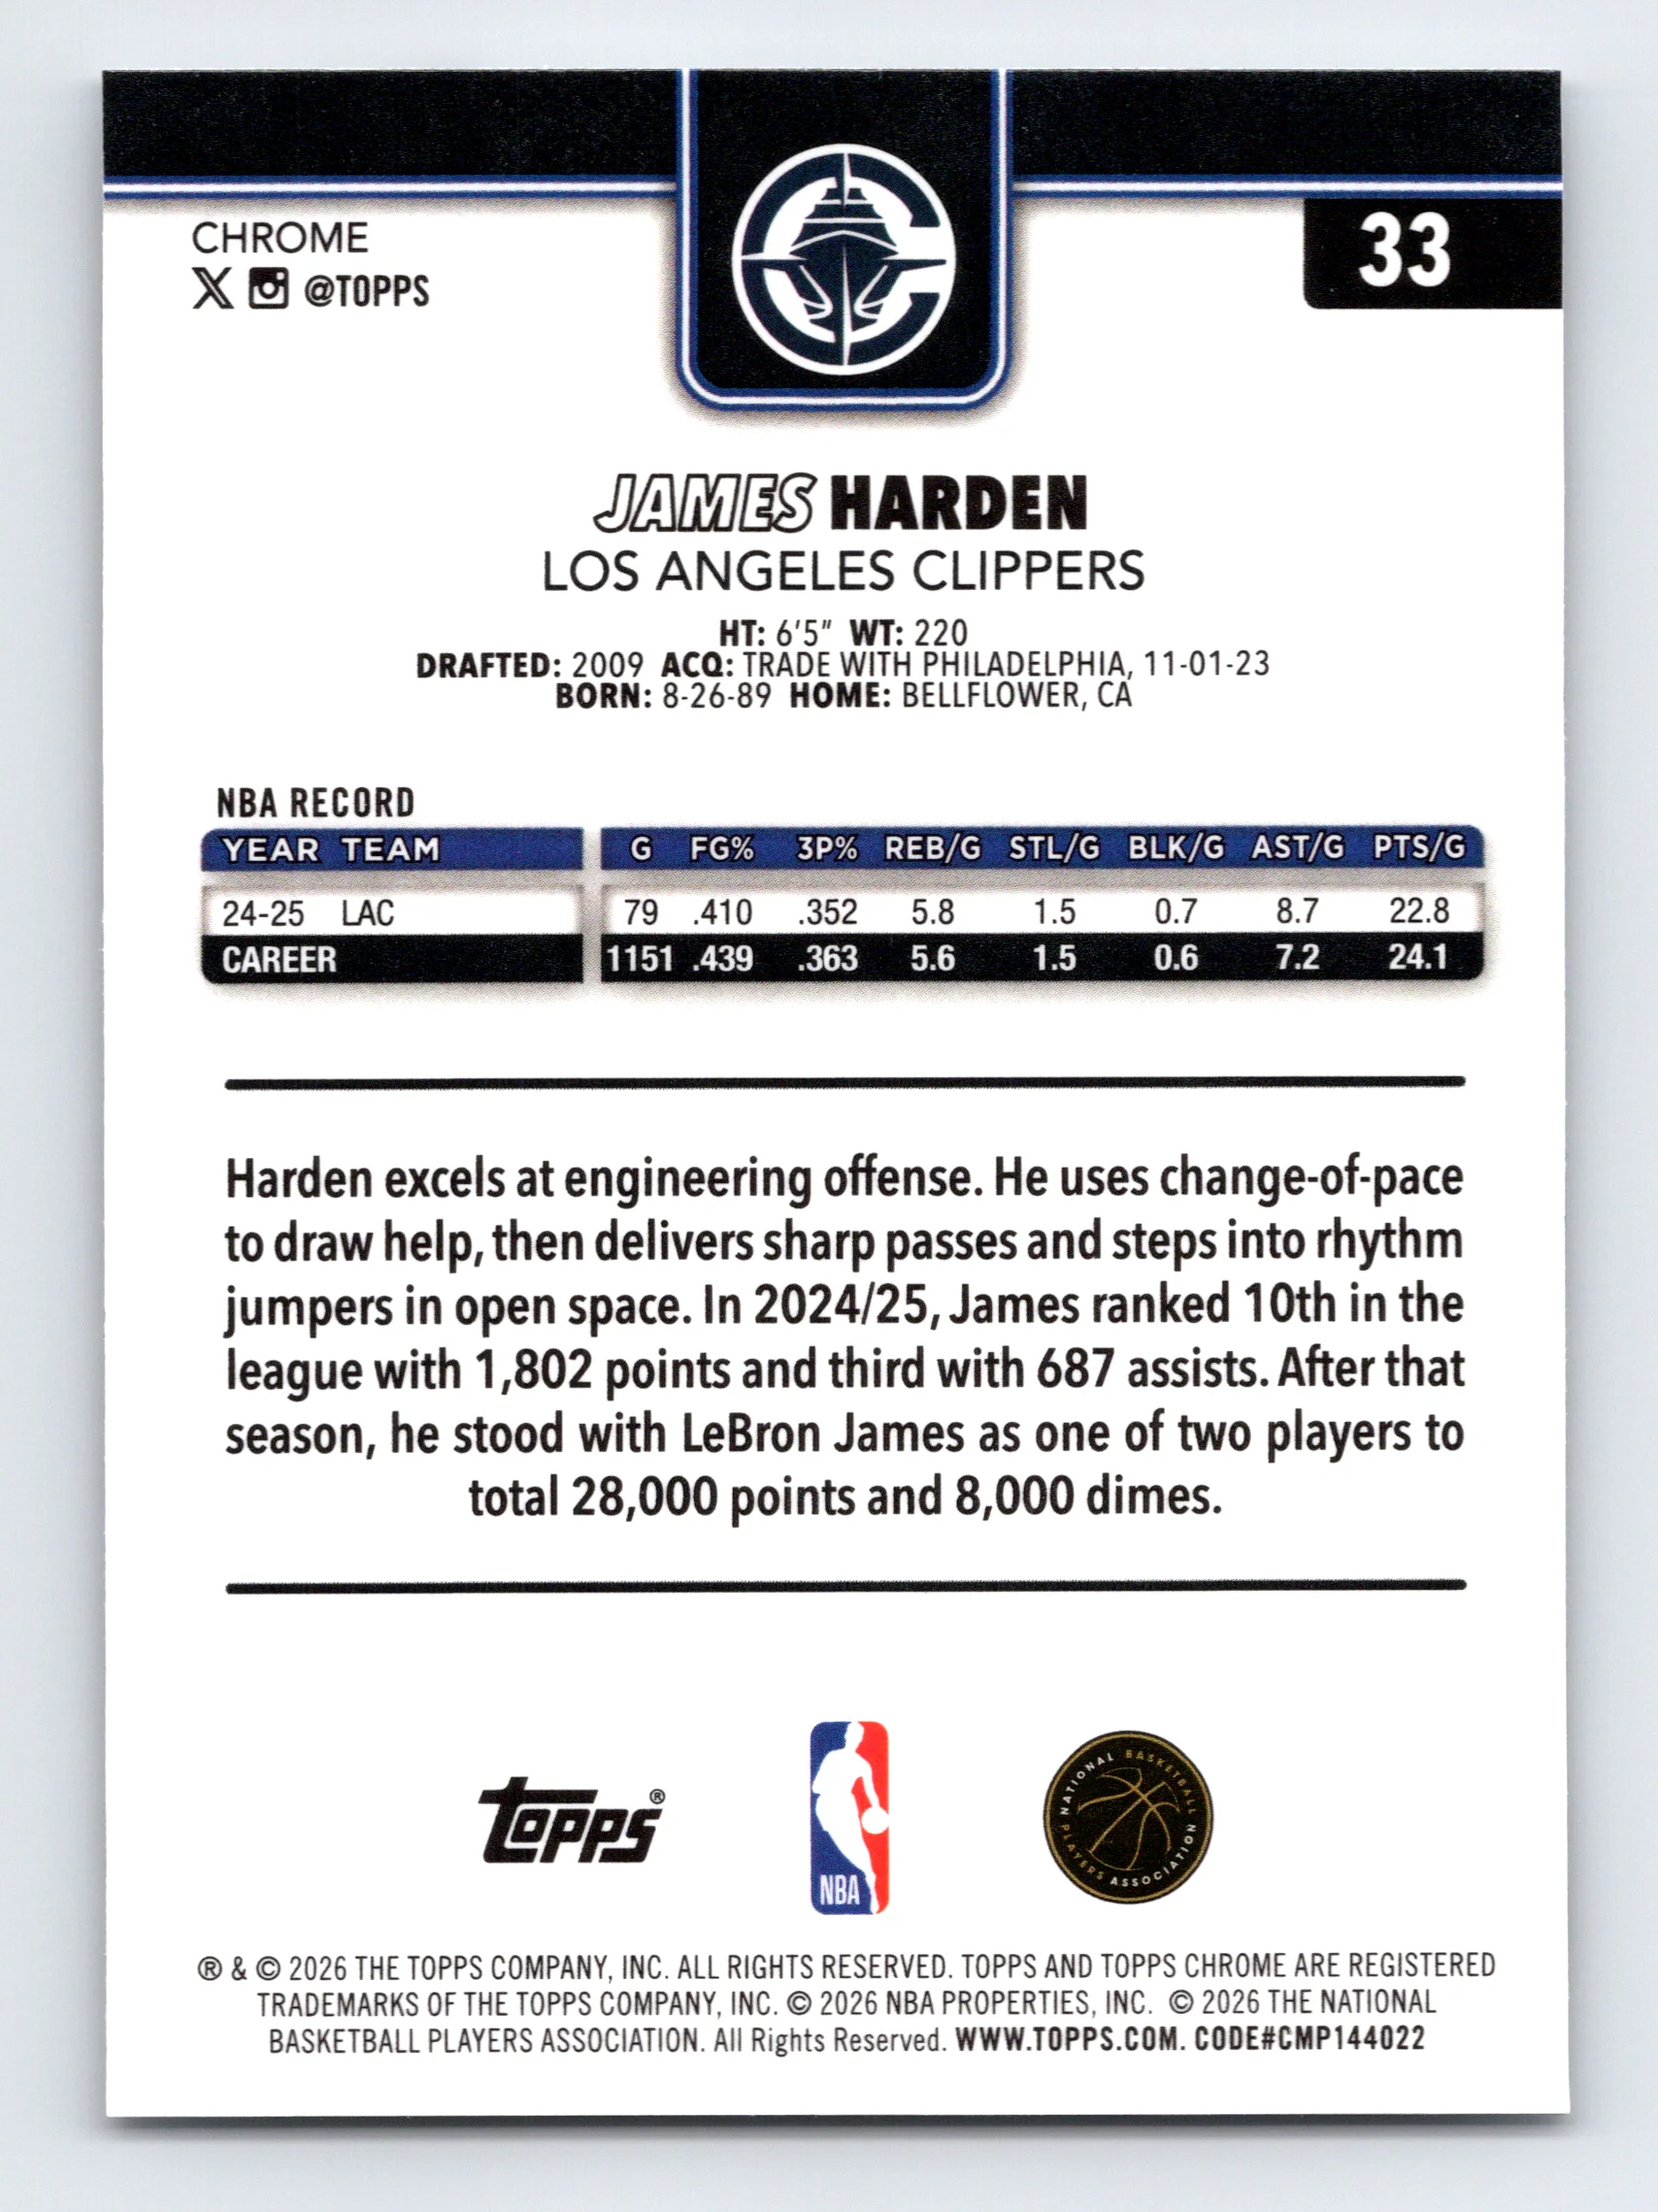 CHROME
X @TOPPS
33
JAMES HARDEN
LOS ANGELES CLIPPERS
HT: 6'5" WT: 220
DRAFTED: 2009 ACQ: TRADE WITH PHILADELPHIA, 11-01-23
BORN: 8-26-89 HOME: BELLFLOWER, CA
NBA RECORD
YEAR TEAM G FG% 3P% REB/G STL/G BLK/G AST/G PTS/G
24-25 LAC 79 .410 .352 5.8 1.5 0.7 8.7 22.8
CAREER 1151 .439 .363 5.6 1.5 0.6 7.2 24.1
Harden excels at engineering offense. He uses change-of-pace
to draw help, then delivers sharp passes and steps into rhythm
jumpers in open space. In 2024/25, James ranked 10th in the
league with 1,802 points and third with 687 assists. After that
season, he stood with LeBron James as one of two players to
total 28,000 points and 8,000 dimes.
topps®
NBA
NATIONAL BASKETBALL PLAYERS ASSOCIATION
® & © 2026 THE TOPPS COMPANY, INC. ALL RIGHTS RESERVED. TOPPS AND TOPPS CHROME ARE REGISTERED
TRADEMARKS OF THE TOPPS COMPANY, INC. © 2026 NBA PROPERTIES, INC. © 2026 THE NATIONAL
BASKETBALL PLAYERS ASSOCIATION. All Rights Reserved. WWW.TOPPS.COM. CODE#CMP144022